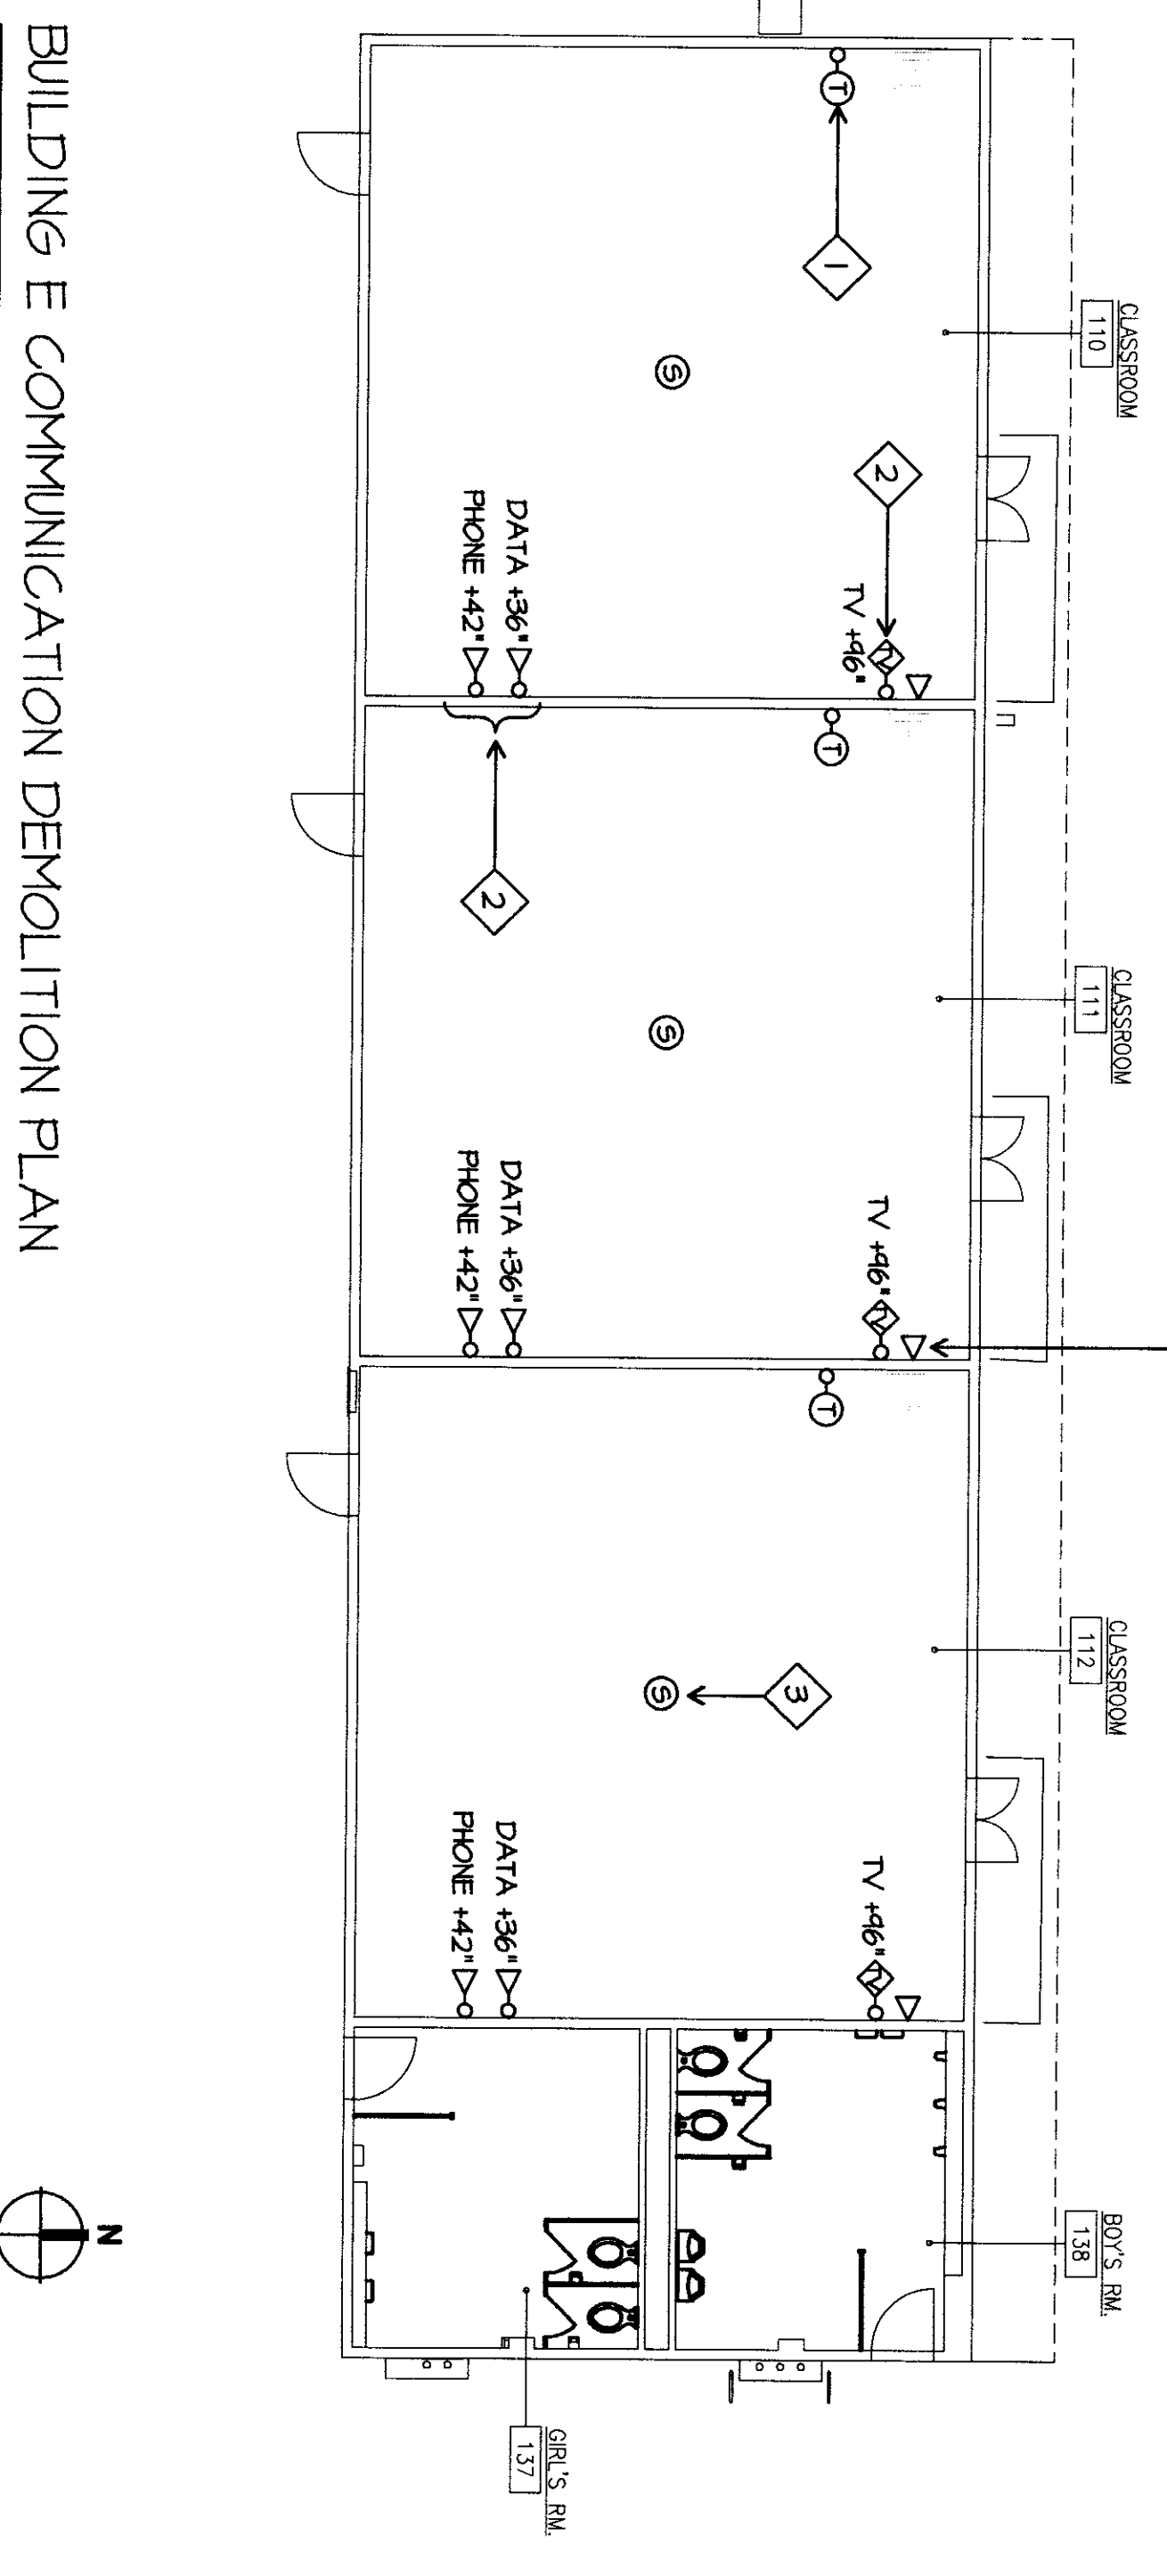 CLASSROOM
110
CLASSROOM
111
CLASSROOM
112
BOY'S RM.
138
T
1
S
2
TV +96"
DATA +36"
PHONE +42"
T
2
S
TV +96"
DATA +36"
PHONE +42"
T
3
S
TV +96"
DATA +36"
PHONE +42"
GIRL'S RM.
137
N
BUILDING E COMMUNICATION DEMOLITION PLAN